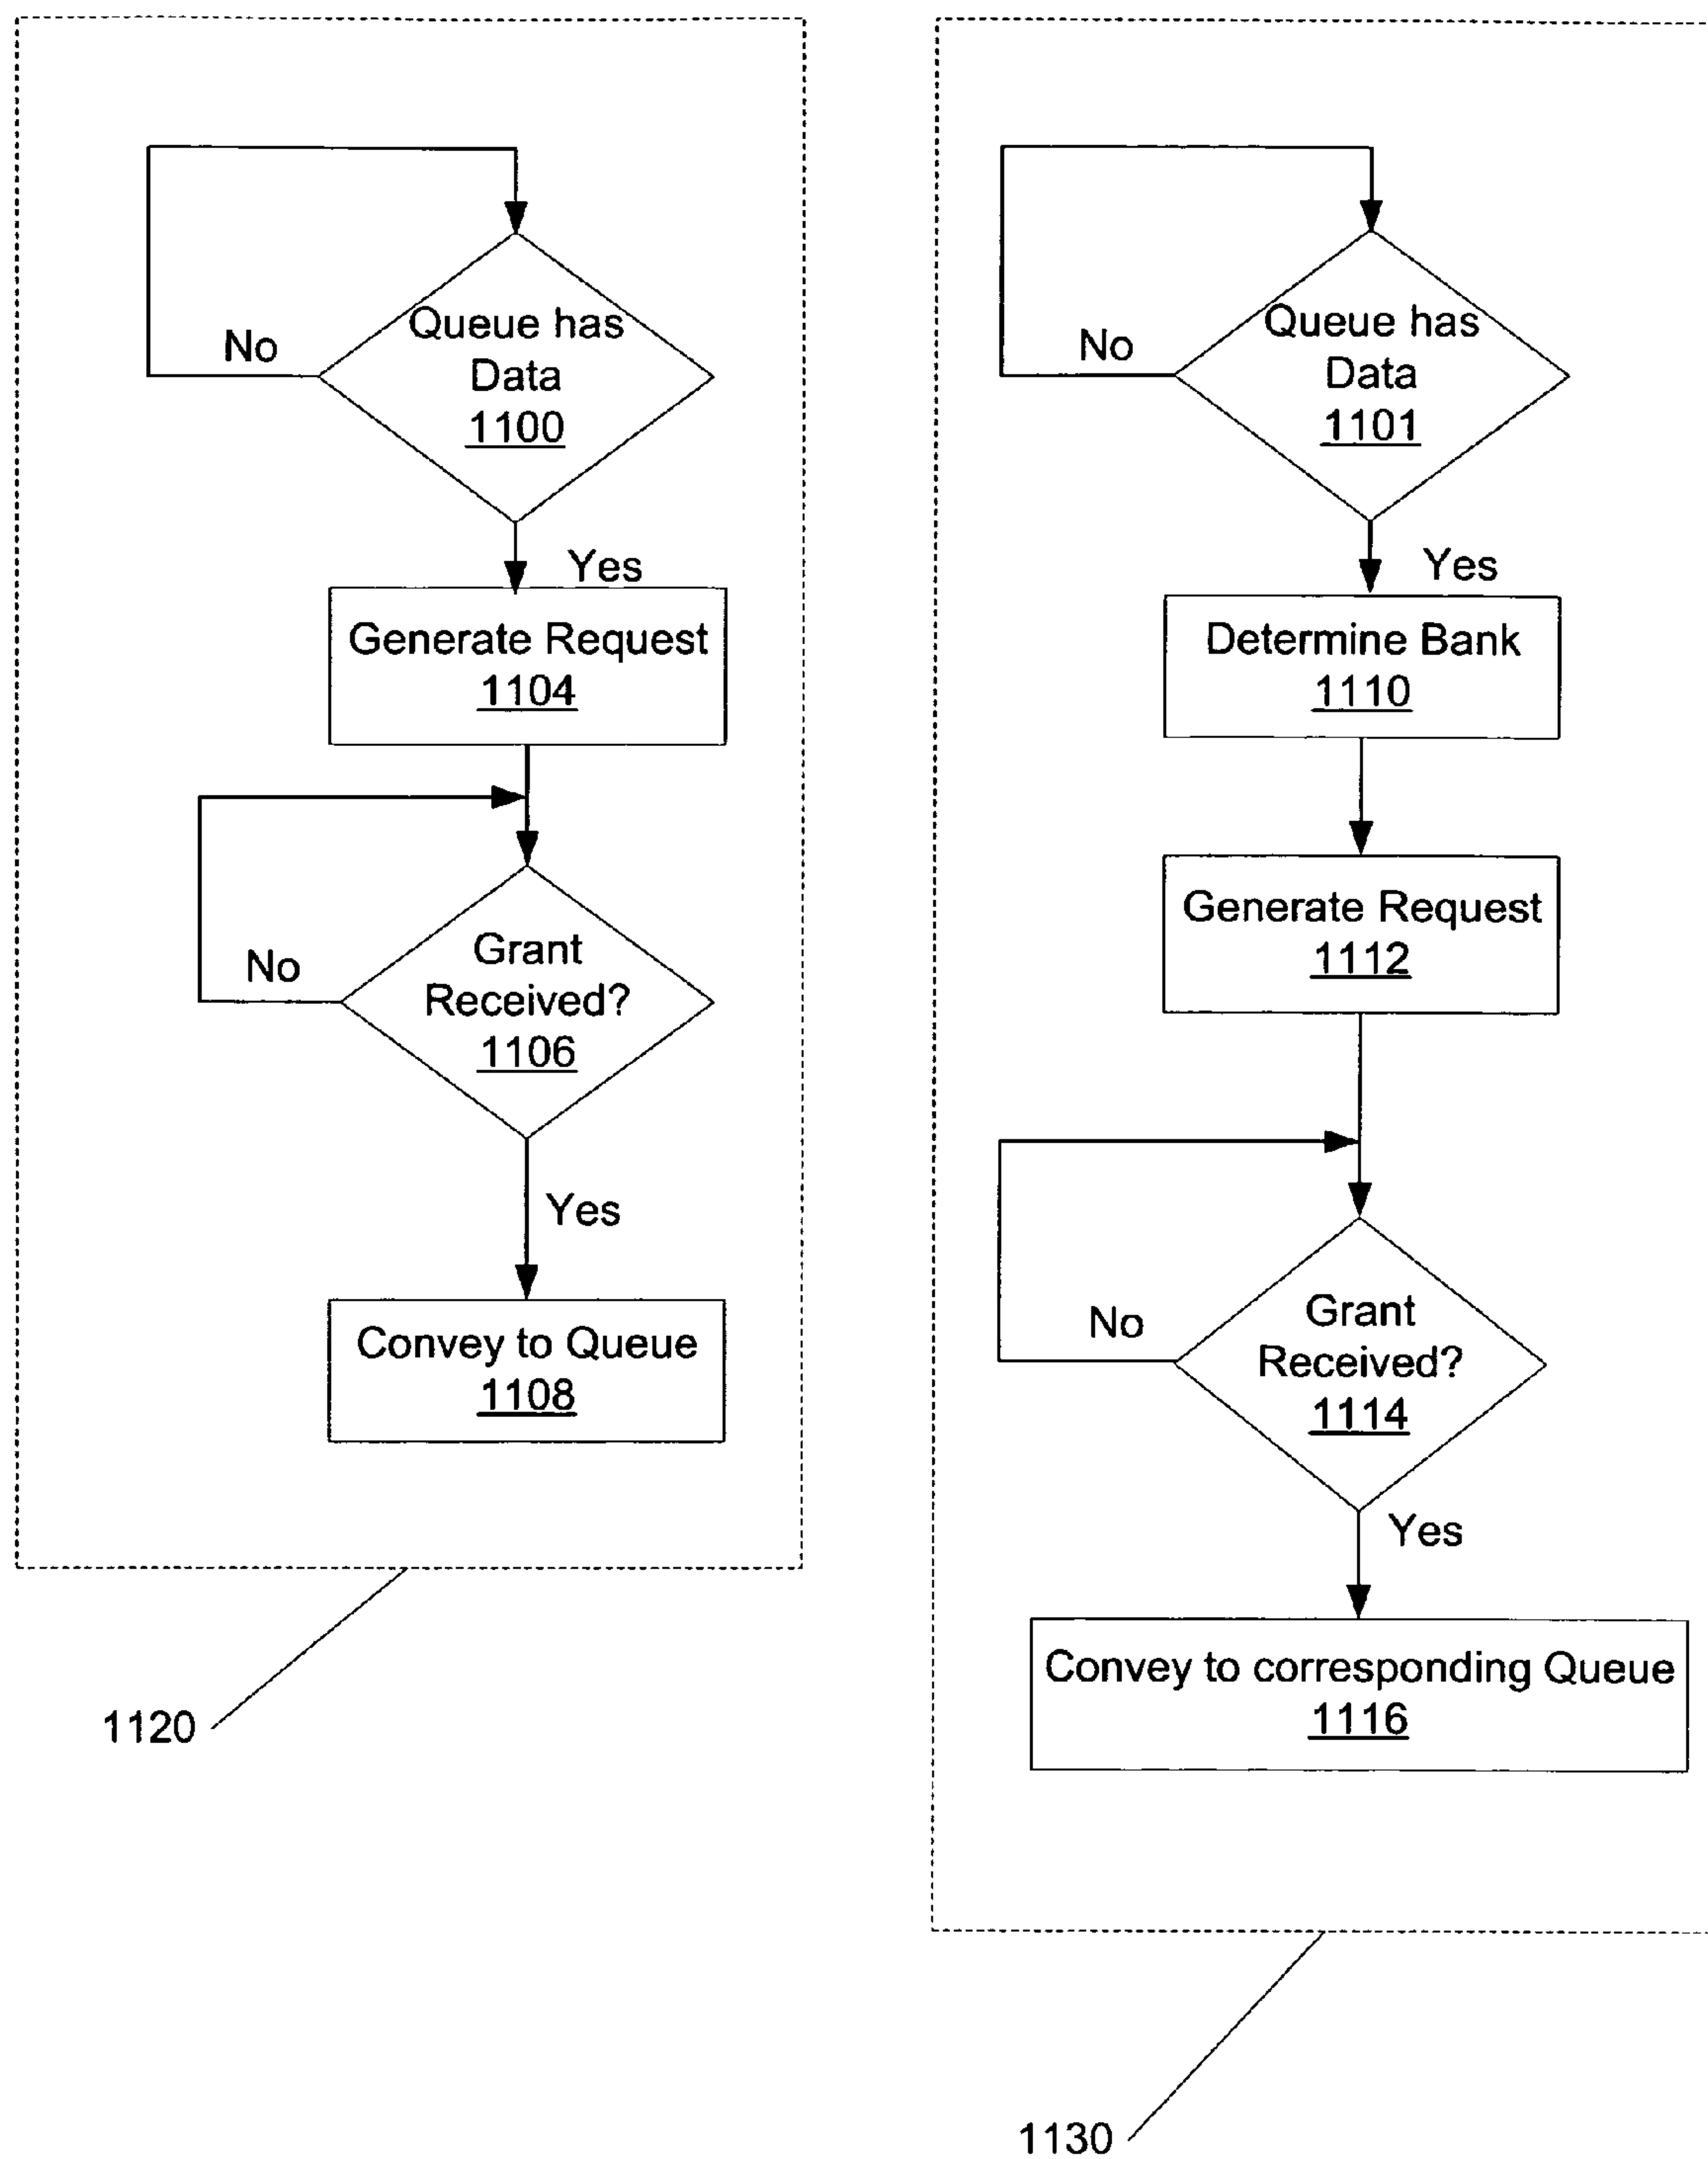 No
Queue has
Data
1100
Yes
Generate Request
1104
No
Grant
Received?
1106
Yes
Convey to Queue
1108
1120
No
Queue has
Data
1101
Yes
Determine Bank
1110
Generate Request
1112
No
Grant
Received?
1114
Yes
Convey to corresponding Queue
1116
1130